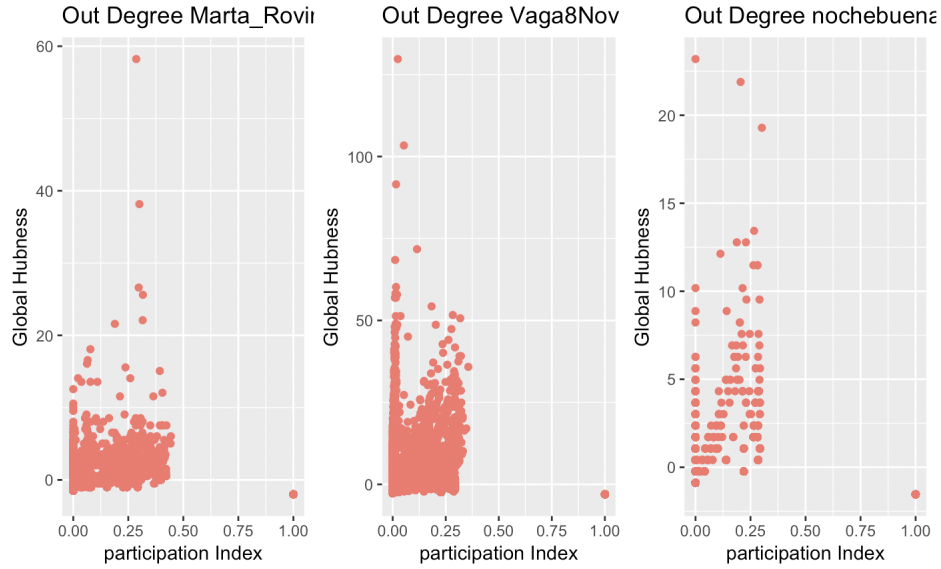 Out Degree Marta_Rovir
Global Hubness
60
40
20
0
0.00 0.25 0.50 0.75 1.00
participation Index
Out Degree Vaga8Nov
Global Hubness
100
50
0
0.00 0.25 0.50 0.75 1.00
participation Index
Out Degree nochebuena
Global Hubness
20
15
10
5
0
0.00 0.25 0.50 0.75 1.00
participation Index